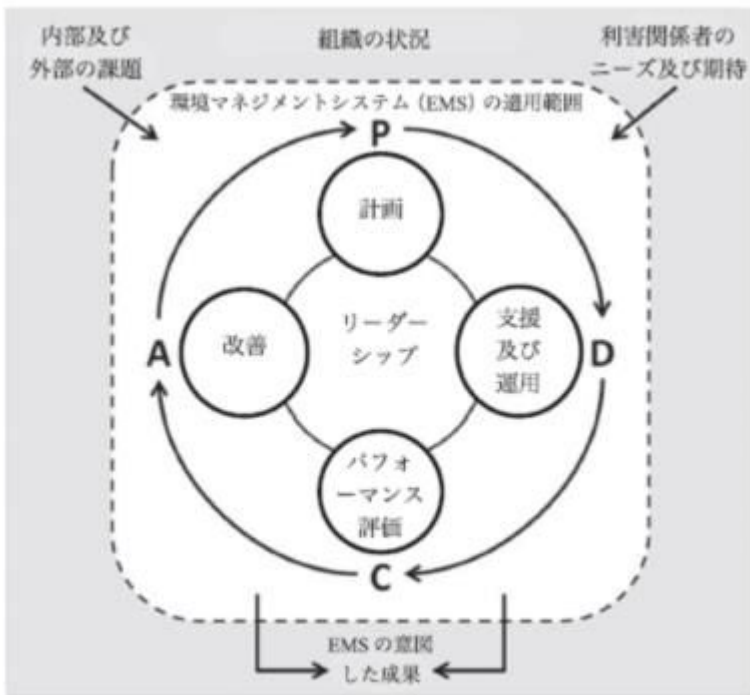 内部及び
外部の課題
組織の状況
利害関係者の
ニーズ及び期待
環境マネジメントシステム（EMS）の適用範囲
P
計画
A
改善
リーダー
シップ
支援
及び
運用
D
パフォ
ーマンス
評価
C
EMSの意図
した成果